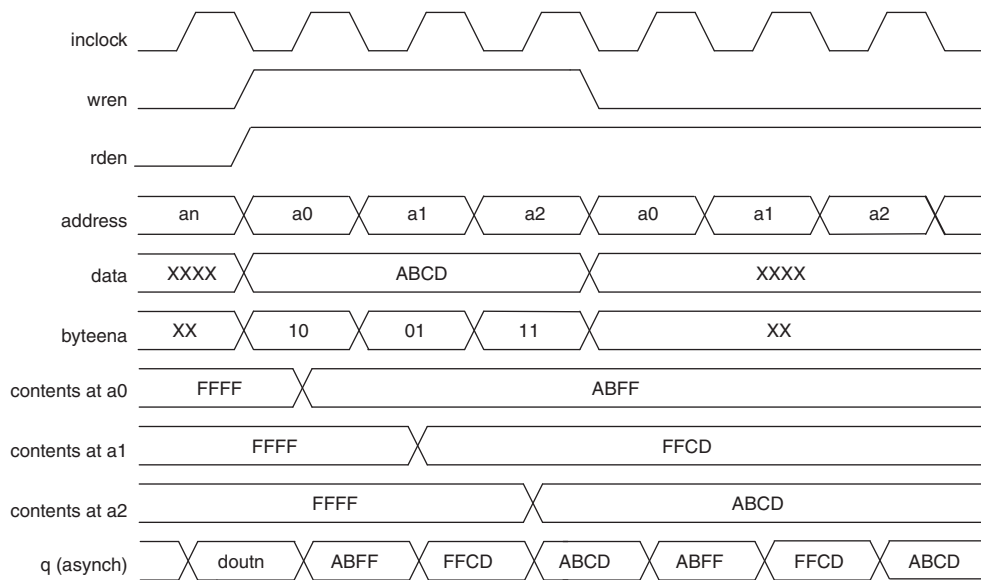 inclock
wren
rden
address an a0 a1 a2 a0 a1 a2
data XXXX ABCD XXXX
byteena XX 10 01 11 XX
contents at a0 FFFF ABFF
contents at a1 FFFF FFCD
contents at a2 FFFF ABCD
q (asynch) doutn ABFF FFCD ABCD ABFF FFCD ABCD